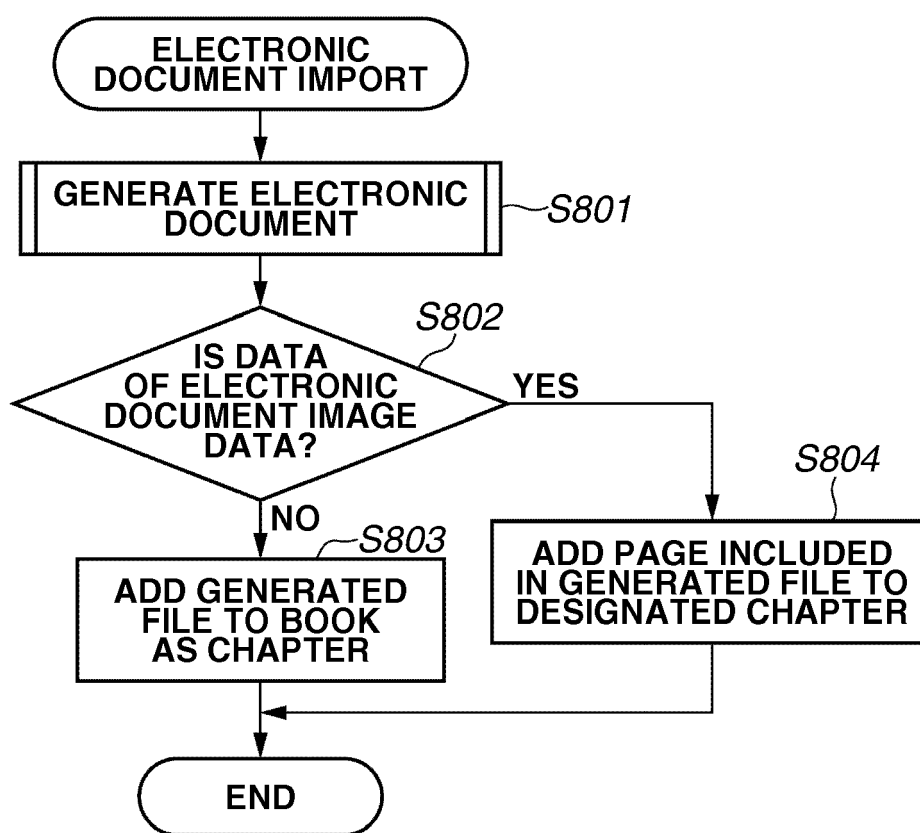 ELECTRONIC
DOCUMENT IMPORT
GENERATE ELECTRONIC
DOCUMENT
S801
S802
IS DATA
OF ELECTRONIC
DOCUMENT IMAGE
DATA?
YES
NO
S803
ADD GENERATED
FILE TO BOOK
AS CHAPTER
S804
ADD PAGE INCLUDED
IN GENERATED FILE TO
DESIGNATED CHAPTER
END